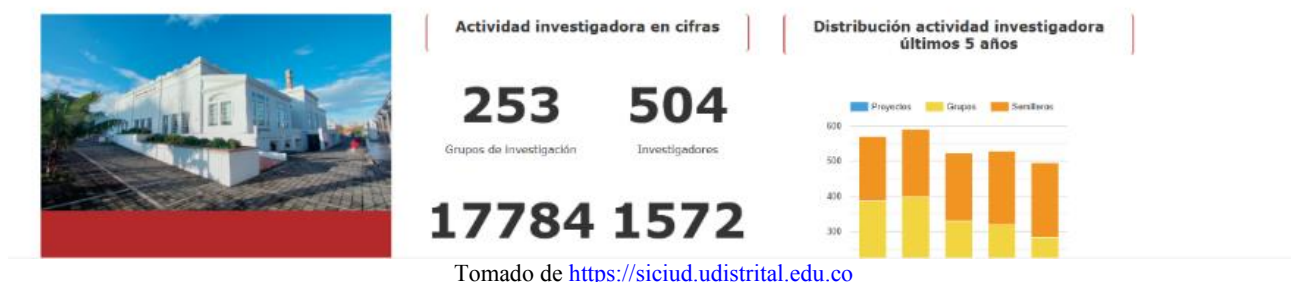 Actividad investigadora en cifras
253
504
Grupos de investigación
Investigadores
17784
1572
Distribución actividad investigadora
últimos 5 años
Proyectos
Grupos
Semilleros
600
500
400
300
Tomado de https://siciud.udistrital.edu.co